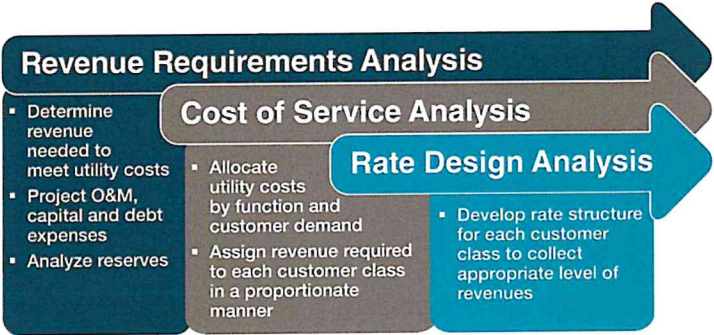 Revenue Requirements Analysis
▪ Determine
revenue
needed to
meet utility costs
▪ Project O&M,
capital and debt
expenses
▪ Analyze reserves
Cost of Service Analysis
▪ Allocate
utility costs
by function and
customer demand
▪ Assign revenue required
to each customer class
in a proportionate
manner
Rate Design Analysis
▪ Develop rate structure
for each customer
class to collect
appropriate level of
revenues